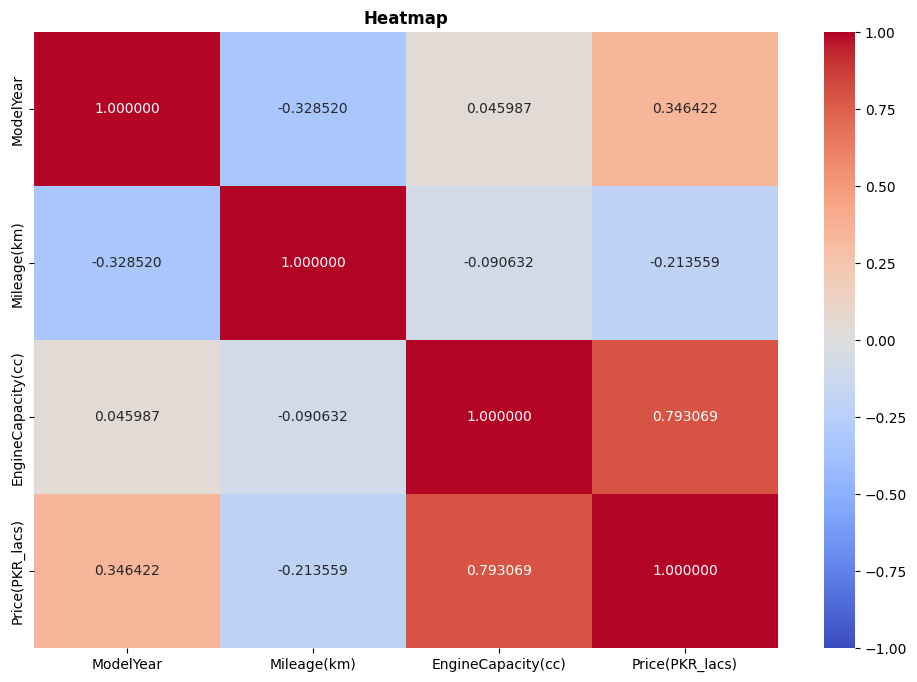 Heatmap
ModelYear
1.000000 -0.328520 0.045987 0.346422
Mileage(km)
-0.328520 1.000000 -0.090632 -0.213559
EngineCapacity(cc)
0.045987 -0.090632 1.000000 0.793069
Price(PKR_lacs)
0.346422 -0.213559 0.793069 1.000000
ModelYear Mileage(km) EngineCapacity(cc) Price(PKR_lacs)
1.00
0.75
0.50
0.25
0.00
−0.25
−0.50
−0.75
−1.00